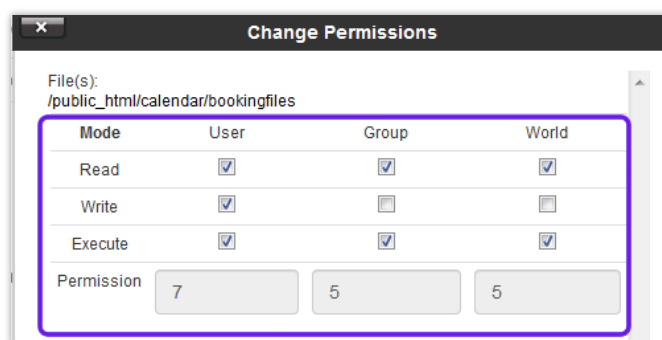 Change Permissions
File(s):
/public_html/calendar/bookingfiles
Mode User Group World
Read
Write
Execute
Permission 7 5 5